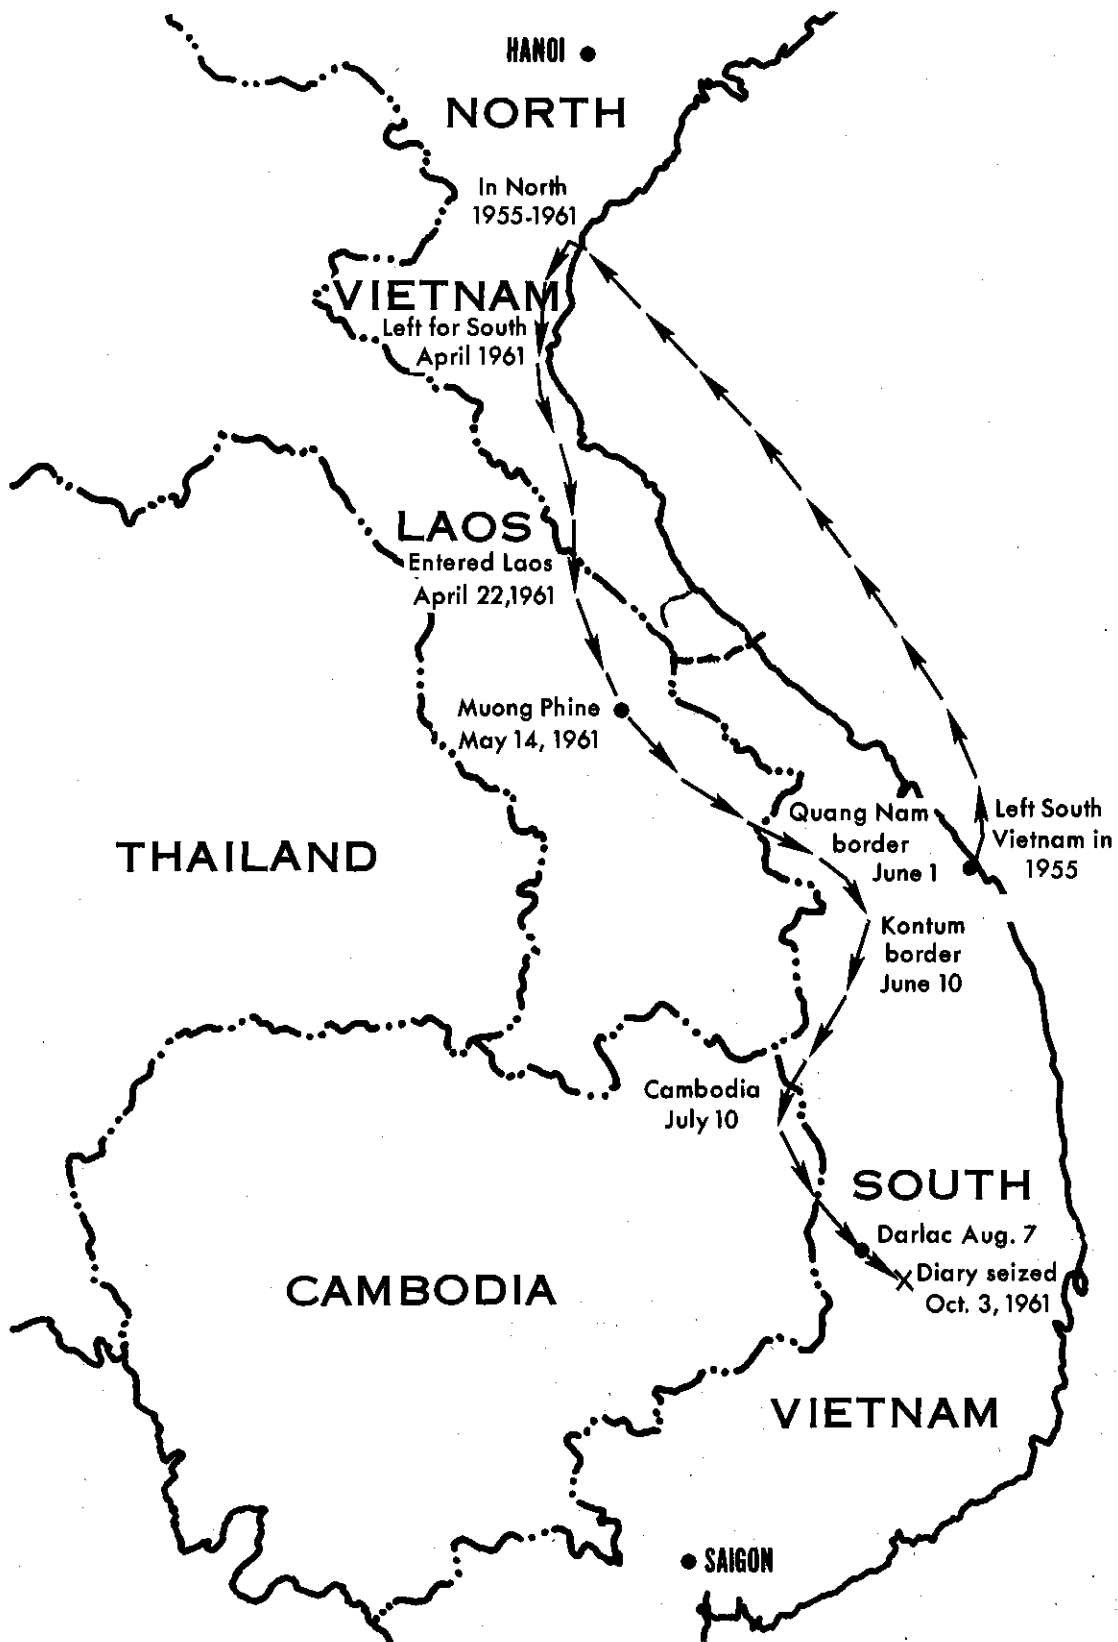 HANOI
NORTH
In North
1955-1961
VIETNAM
Left for South
April 1961
LAOS
Entered Laos
April 22,1961
Muong Phine
May 14, 1961
Quang Nam
border
June 1
Left South
Vietnam in
1955
THAILAND
Kontum
border
June 10
Cambodia
July 10
SOUTH
Darlac Aug. 7
Diary seized
Oct. 3, 1961
CAMBODIA
VIETNAM
SAIGON